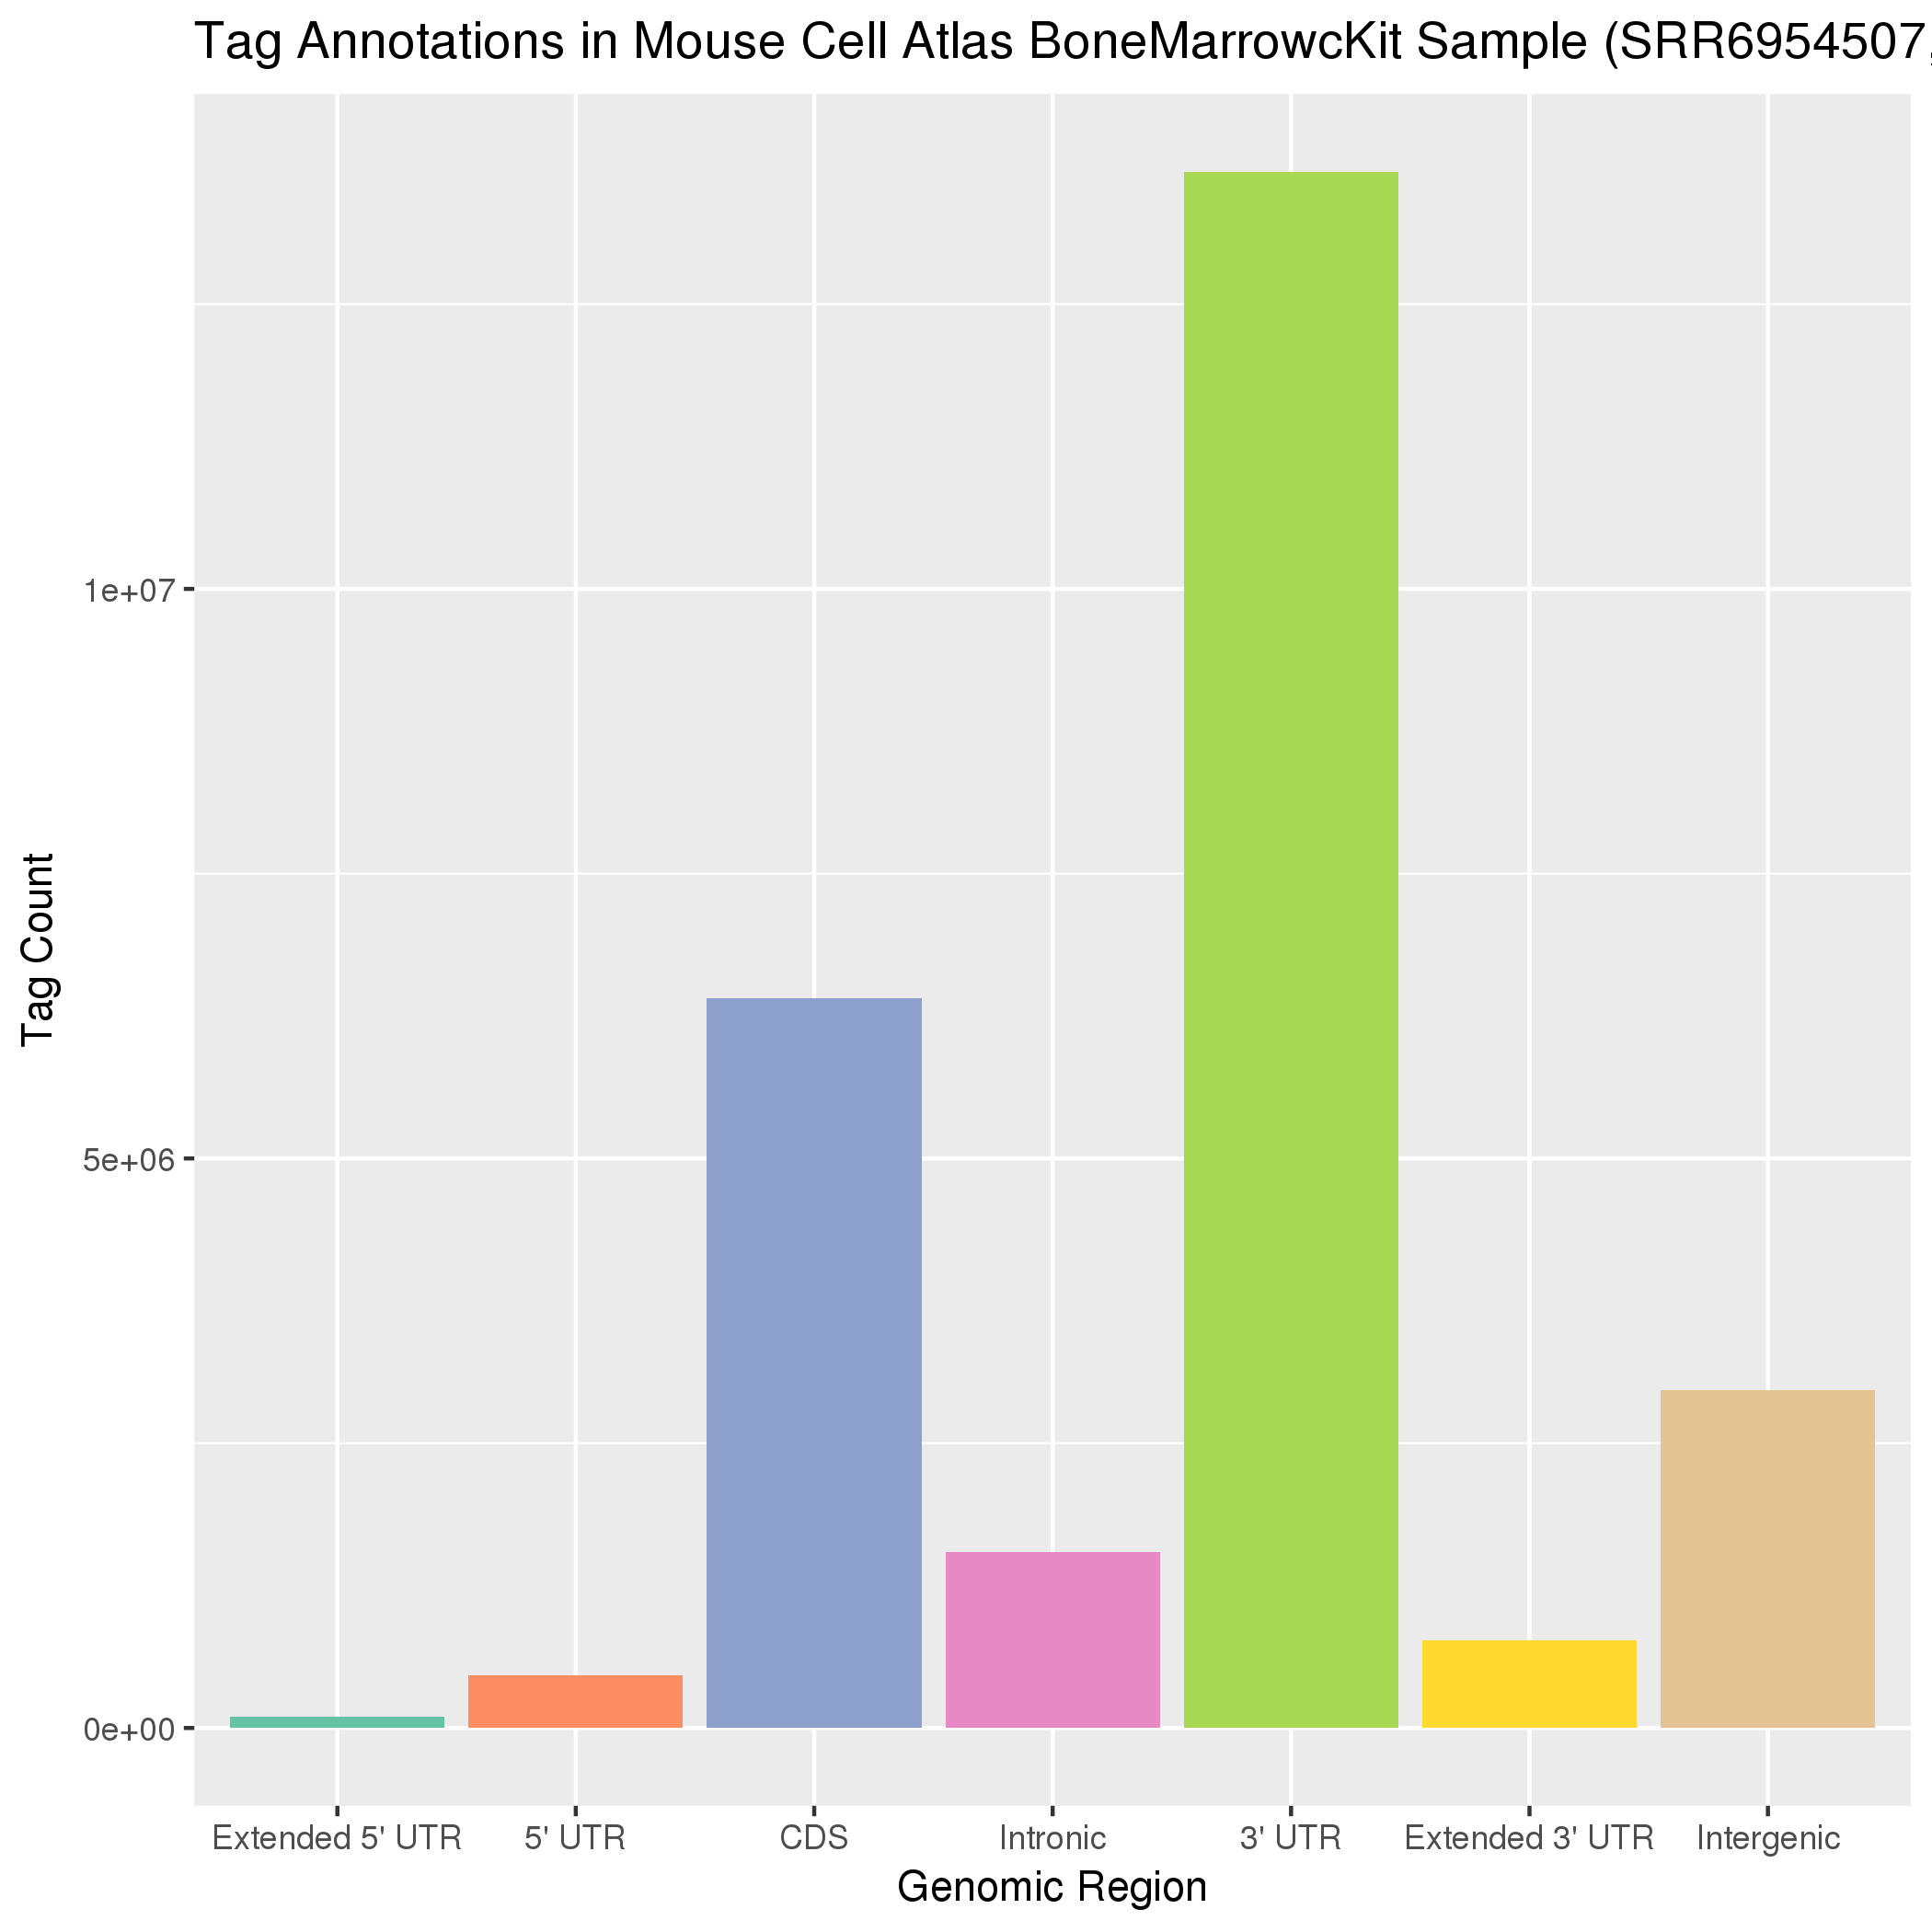 Tag Annotations in Mouse Cell Atlas BoneMarrowcKit Sample (SRR6954507,
1e+07
5e+06
0e+00
Tag Count
Extended 5' UTR 5' UTR CDS Intronic 3' UTR Extended 3' UTR Intergenic
Genomic Region